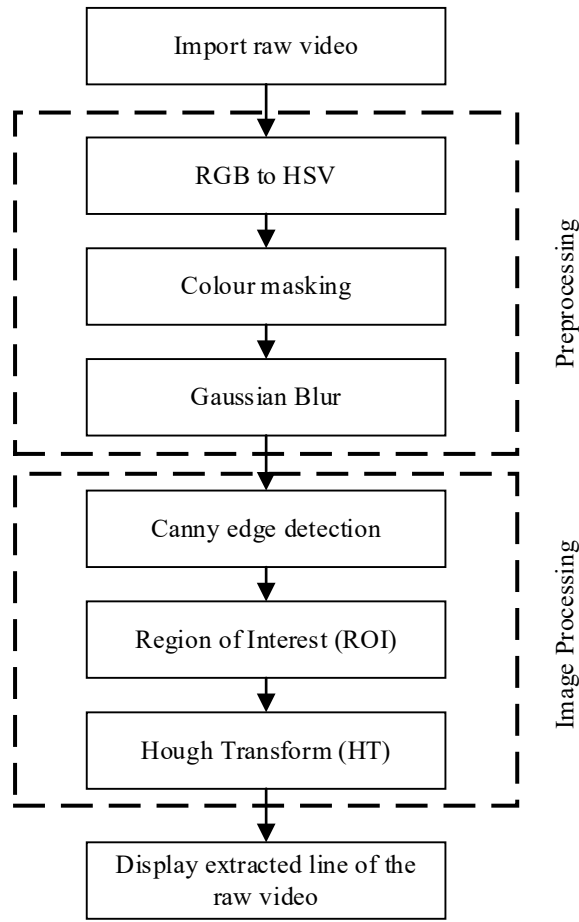 Import raw video
RGB to HSV
Colour masking
Gaussian Blur
Preprocessing
Canny edge detection
Region of Interest (ROI)
Hough Transform (HT)
Image Processing
Display extracted line of the
raw video